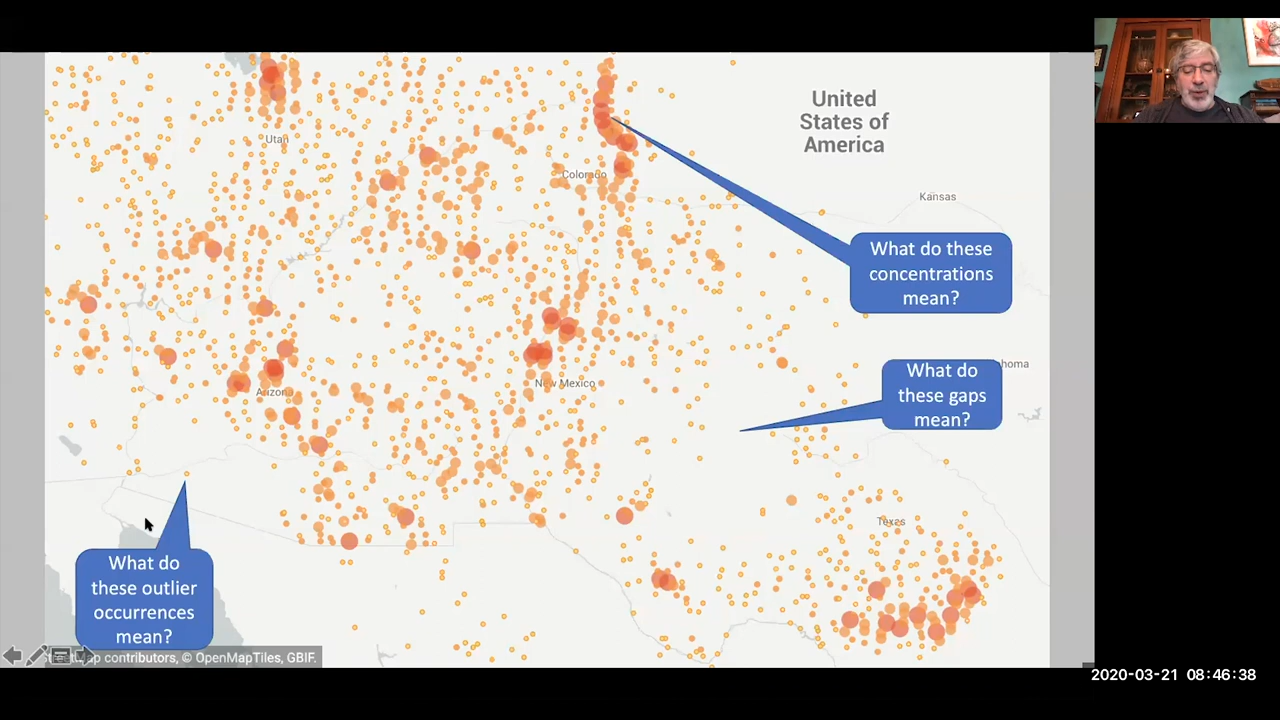 United
States of
America
Utah
Colorado
Kansas
What do these
concentrations
mean?
What do
these gaps
mean?
homa
Arizona
New Mexico
Texas
What do
these outlier
occurrences
mean?
contributors, © OpenMapTiles, GBIF.
2020-03-21 08:46:38